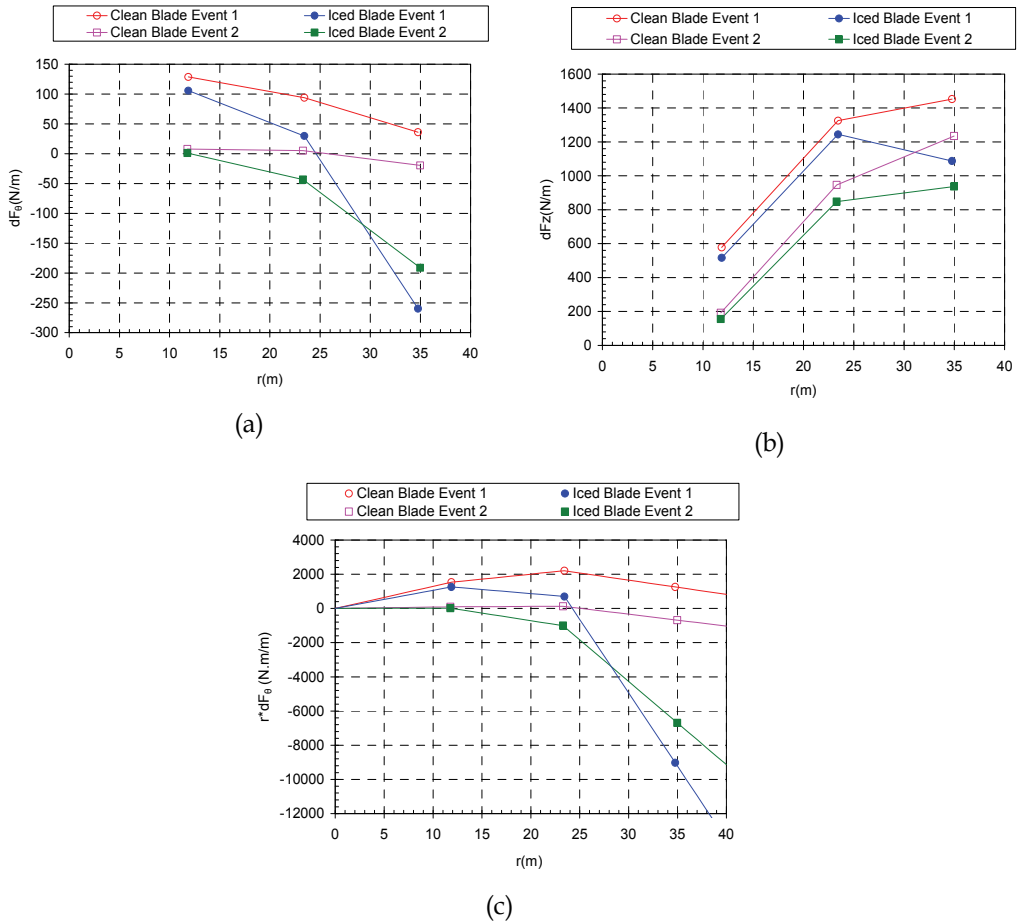 Clean Blade Event 1 Iced Blade Event 1
Clean Blade Event 2 Iced Blade Event 2
150
100
50
0
-50
-100
-150
-200
-250
-300
dFθ(N/m)
0 5 10 15 20 25 30 35 40
r(m)
(a)
Clean Blade Event 1 Iced Blade Event 1
Clean Blade Event 2 Iced Blade Event 2
1600
1400
1200
1000
800
600
400
200
0
dFz(N/m)
0 5 10 15 20 25 30 35 40
r(m)
(b)
Clean Blade Event 1 Iced Blade Event 1
Clean Blade Event 2 Iced Blade Event 2
4000
2000
0
-2000
-4000
-6000
-8000
-10000
-12000
r*dFθ (N.m/m)
0 5 10 15 20 25 30 35 40
r(m)
(c)